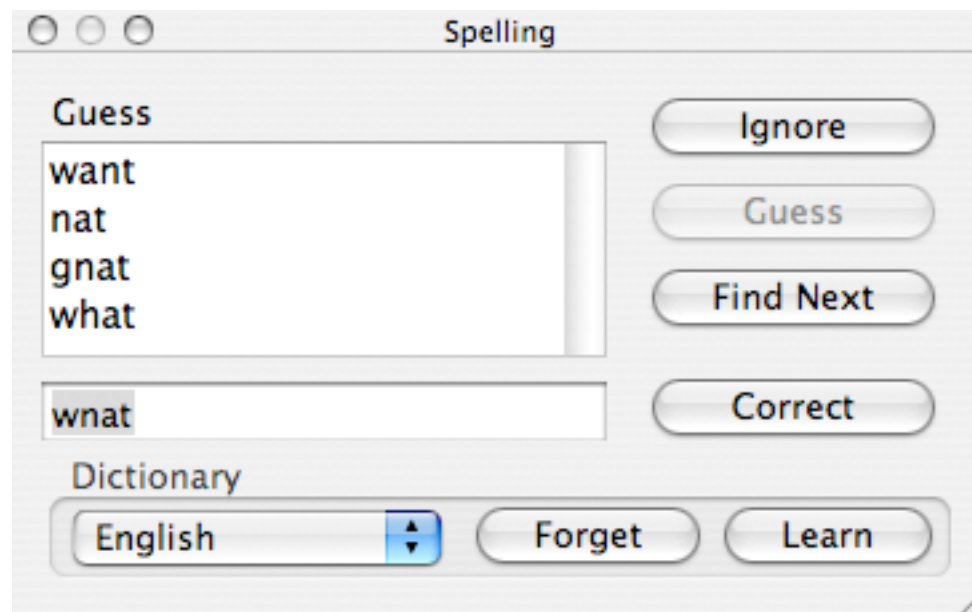 Spelling
Guess
want
nat
gnat
what
wnat
Ignore
Guess
Find Next
Correct
Dictionary
English
Forget
Learn